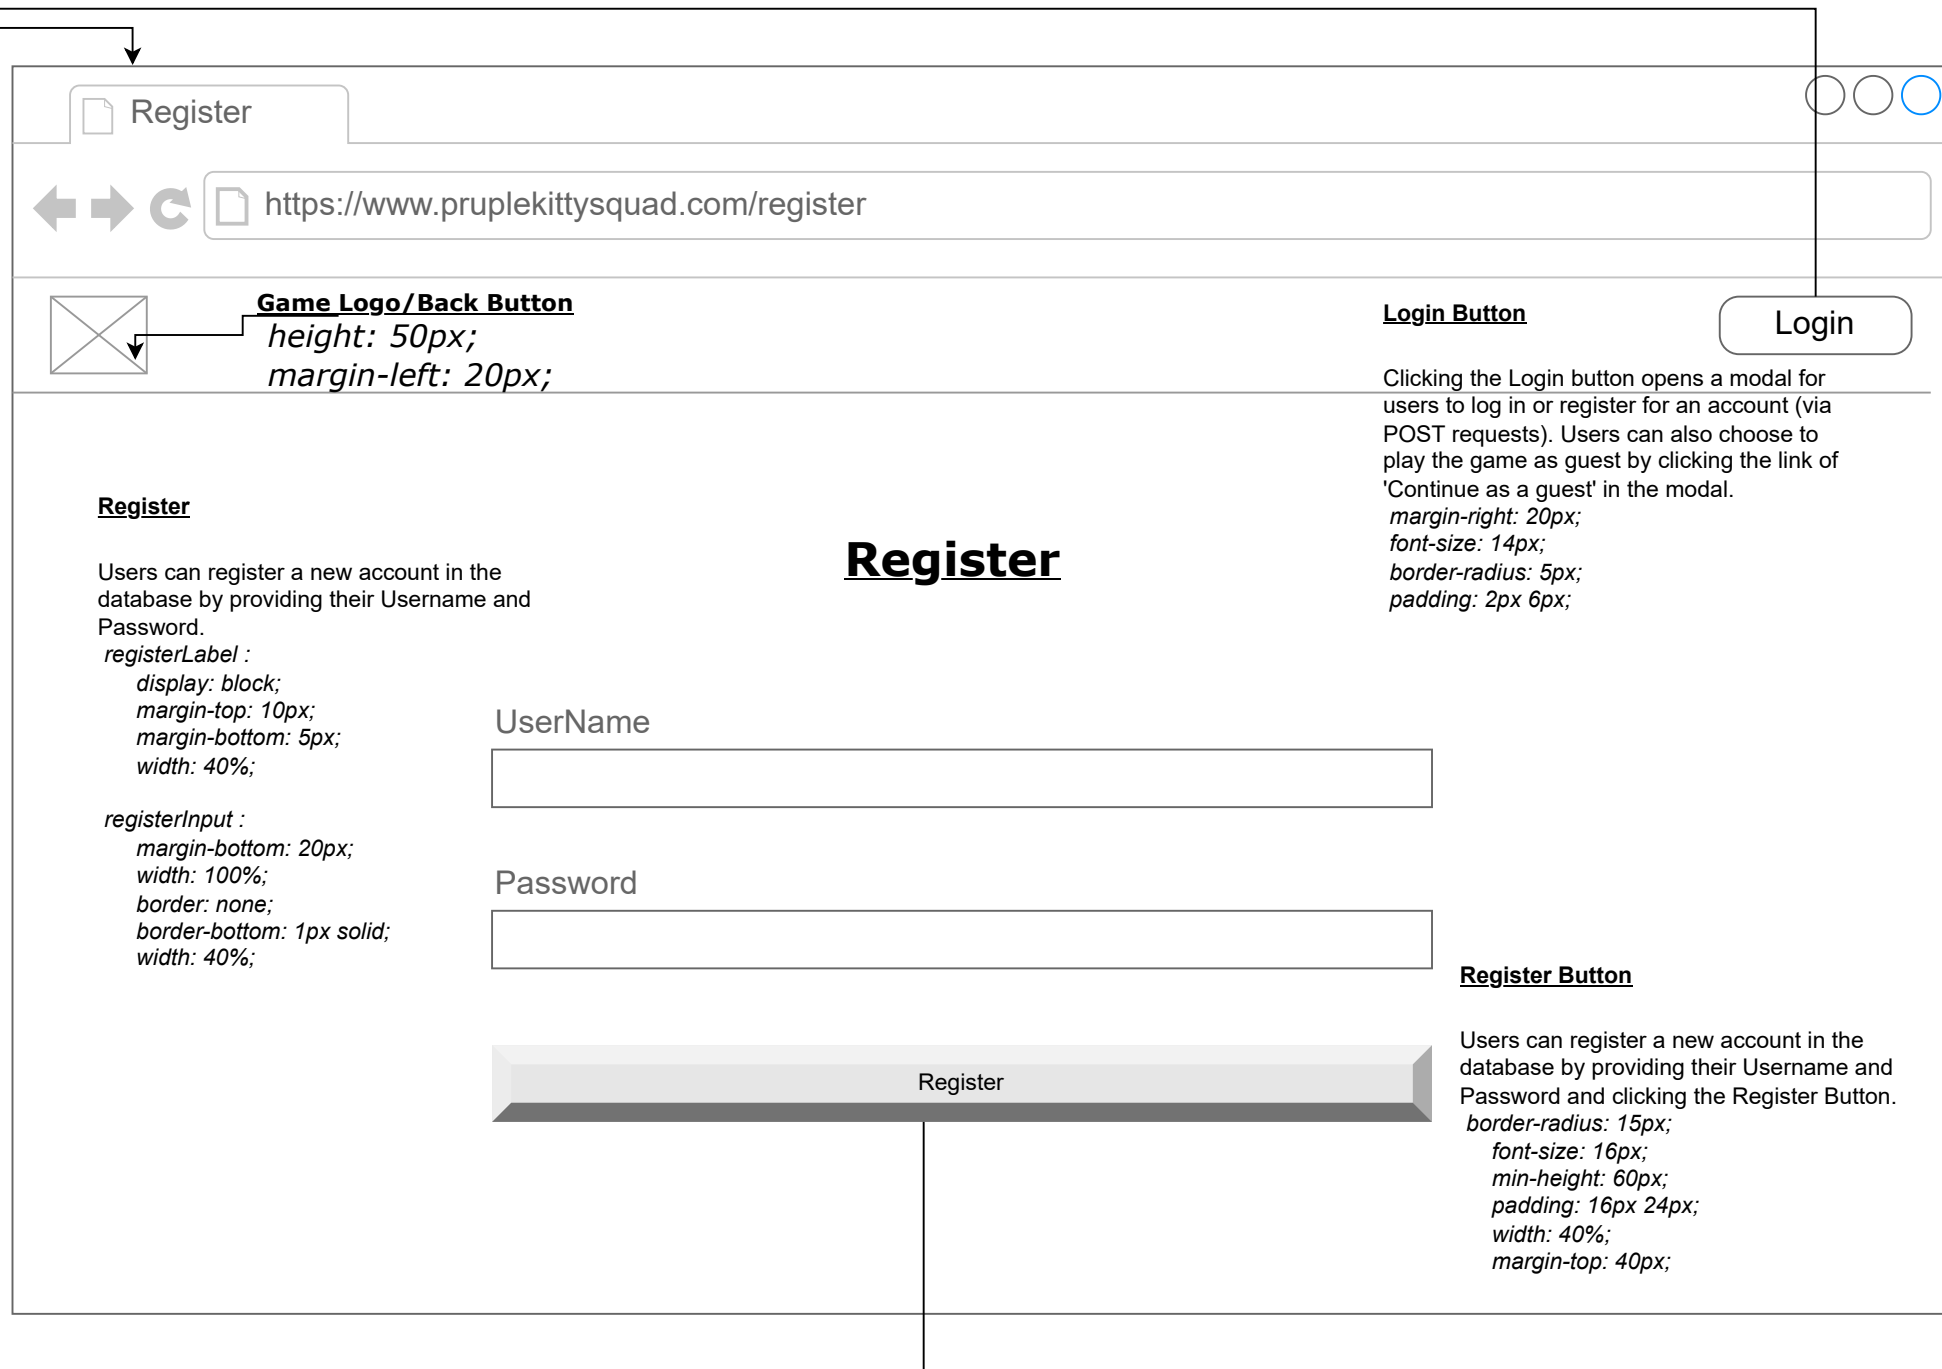 Register
https://www.pruplekittysquad.com/register
Game Logo/Back Button
height: 50px;
margin-left: 20px;
Login Button
Login
Clicking the Login button opens a modal for
users to log in or register for an account (via
POST requests). Users can also choose to
play the game as guest by clicking the link of
'Continue as a guest' in the modal.
margin-right: 20px;
font-size: 14px;
border-radius: 5px;
padding: 2px 6px;
Register
Users can register a new account in the
database by providing their Username and
Password.
registerLabel :
display: block;
margin-top: 10px;
margin-bottom: 5px;
width: 40%;
registerInput :
margin-bottom: 20px;
width: 100%;
border: none;
border-bottom: 1px solid;
width: 40%;
Register
UserName
Password
Register
Register Button
Users can register a new account in the
database by providing their Username and
Password and clicking the Register Button.
border-radius: 15px;
font-size: 16px;
min-height: 60px;
padding: 16px 24px;
width: 40%;
margin-top: 40px;